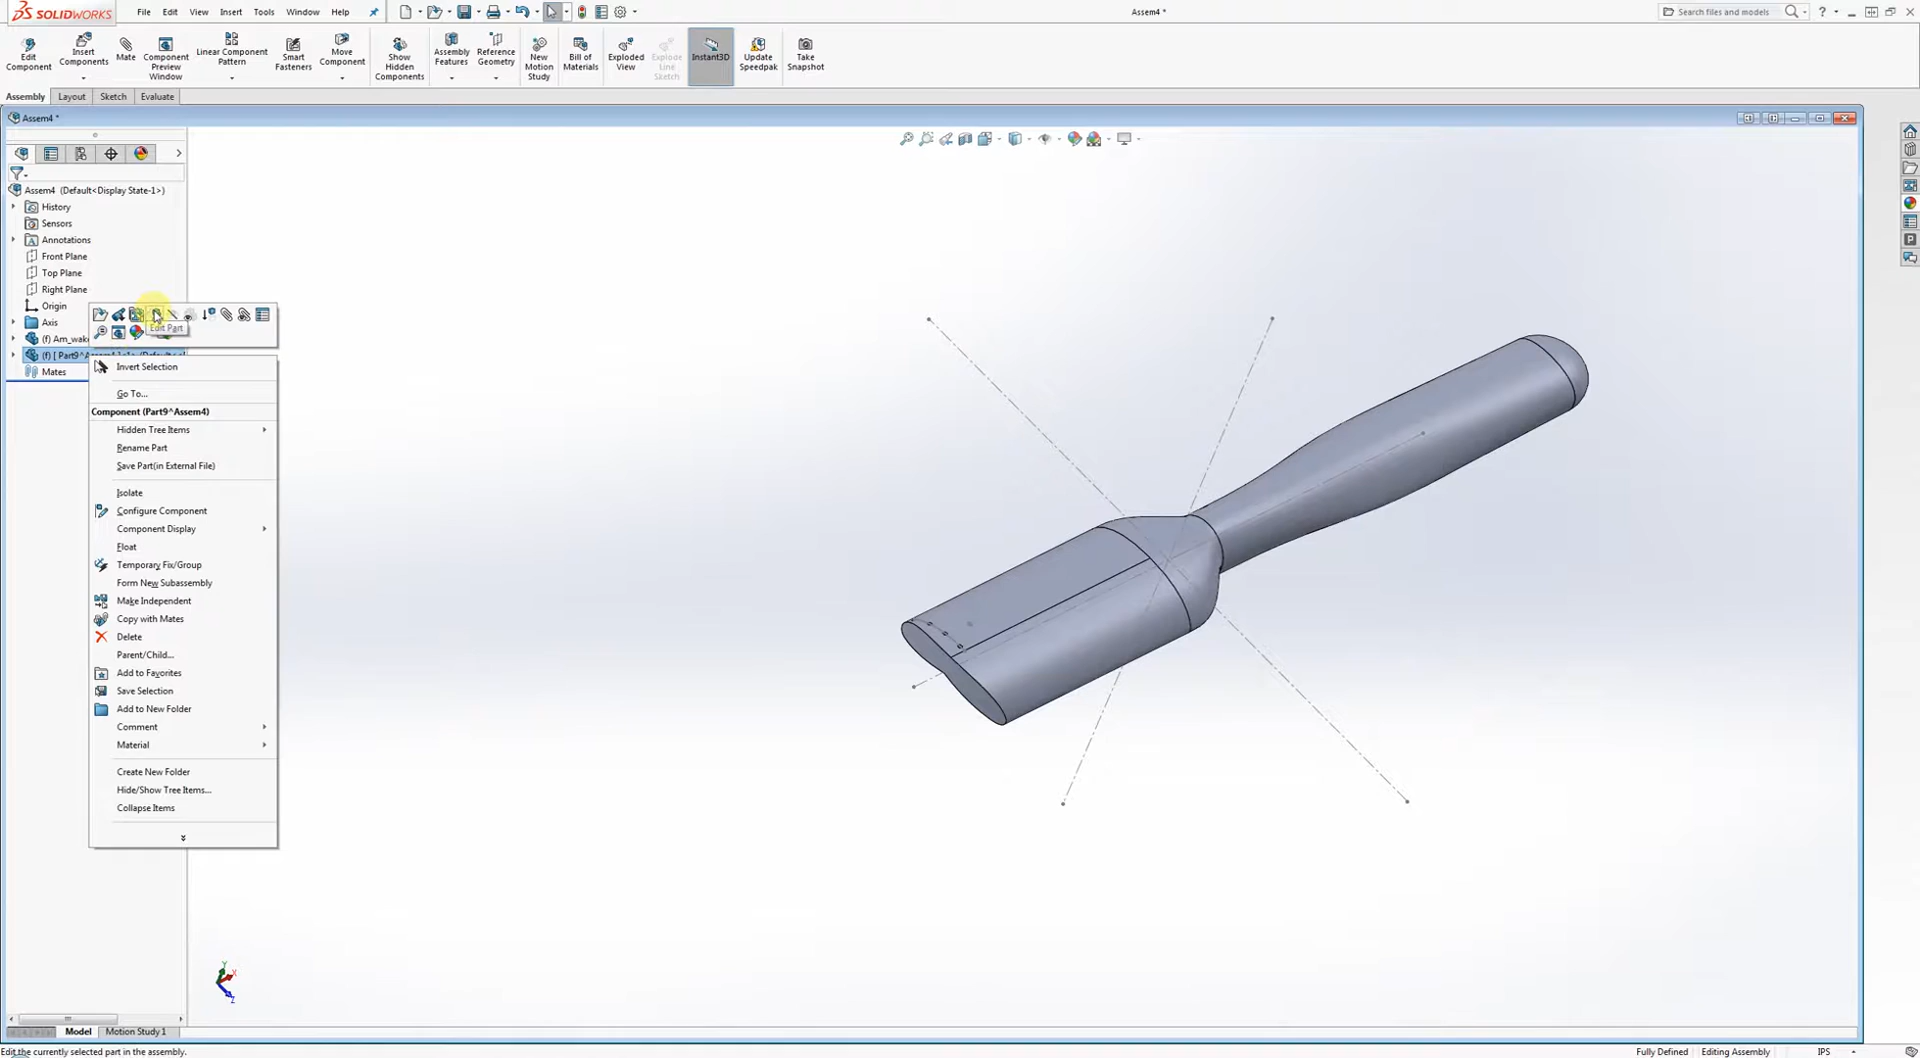 SOLIDWORKS
File Edit View Insert Tools Window Help
Assem4 *
Search files and models
Edit Component
Insert Components
Mate
Component Preview Window
Linear Component Pattern
Smart Fasteners
Move Component
Show Hidden Components
Assembly Features
Reference Geometry
New Motion Study
Bill of Materials
Exploded View
Explode Line Sketch
Instant3D
Update Speedpak
Take Snapshot
Assembly Layout Sketch Evaluate
Assem4 *
Assem4 (Default<Display State-1>)
History
Sensors
Annotations
Front Plane
Top Plane
Right Plane
Origin
Axis
Edit Part
(f) Am_wake
(f) [ Part9^Assem4
Mates
Invert Selection
Go To...
Component (Part9^Assem4)
Hidden Tree Items
Rename Part
Save Part(in External File)
Isolate
Configure Component
Component Display
Float
Temporary Fix/Group
Form New Subassembly
Make Independent
Copy with Mates
Delete
Parent/Child...
Add to Favorites
Save Selection
Add to New Folder
Comment
Material
Create New Folder
Hide/Show Tree Items...
Collapse Items
Y
X
Z
Model Motion Study 1
Edit the currently selected part in the assembly.
Fully Defined Editing Assembly IPS